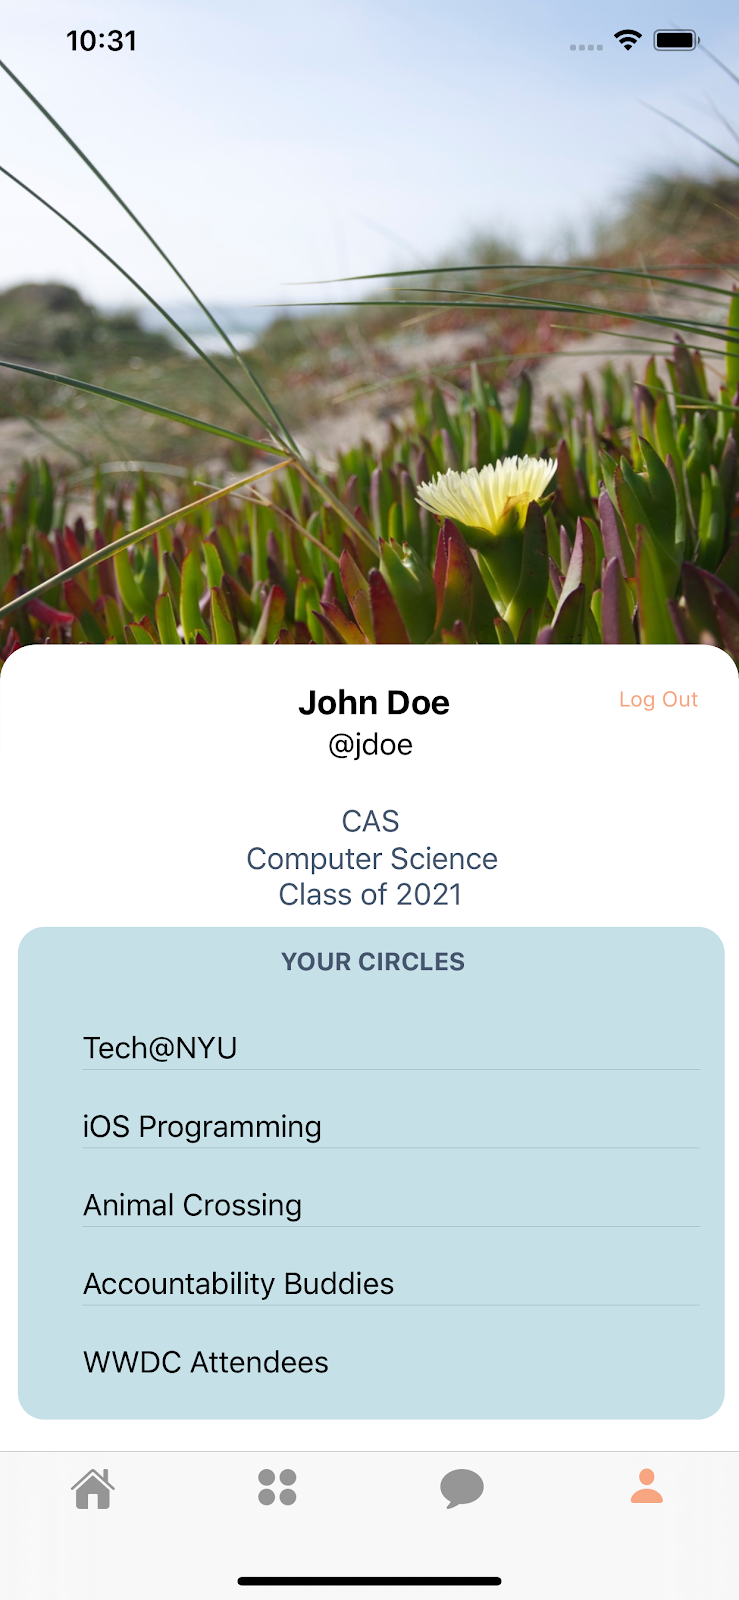 10:31
John Doe
Log Out
@jdoe
CAS
Computer Science
Class of 2021
YOUR CIRCLES
Tech@NYU
iOS Programming
Animal Crossing
Accountability Buddies
WWDC Attendees